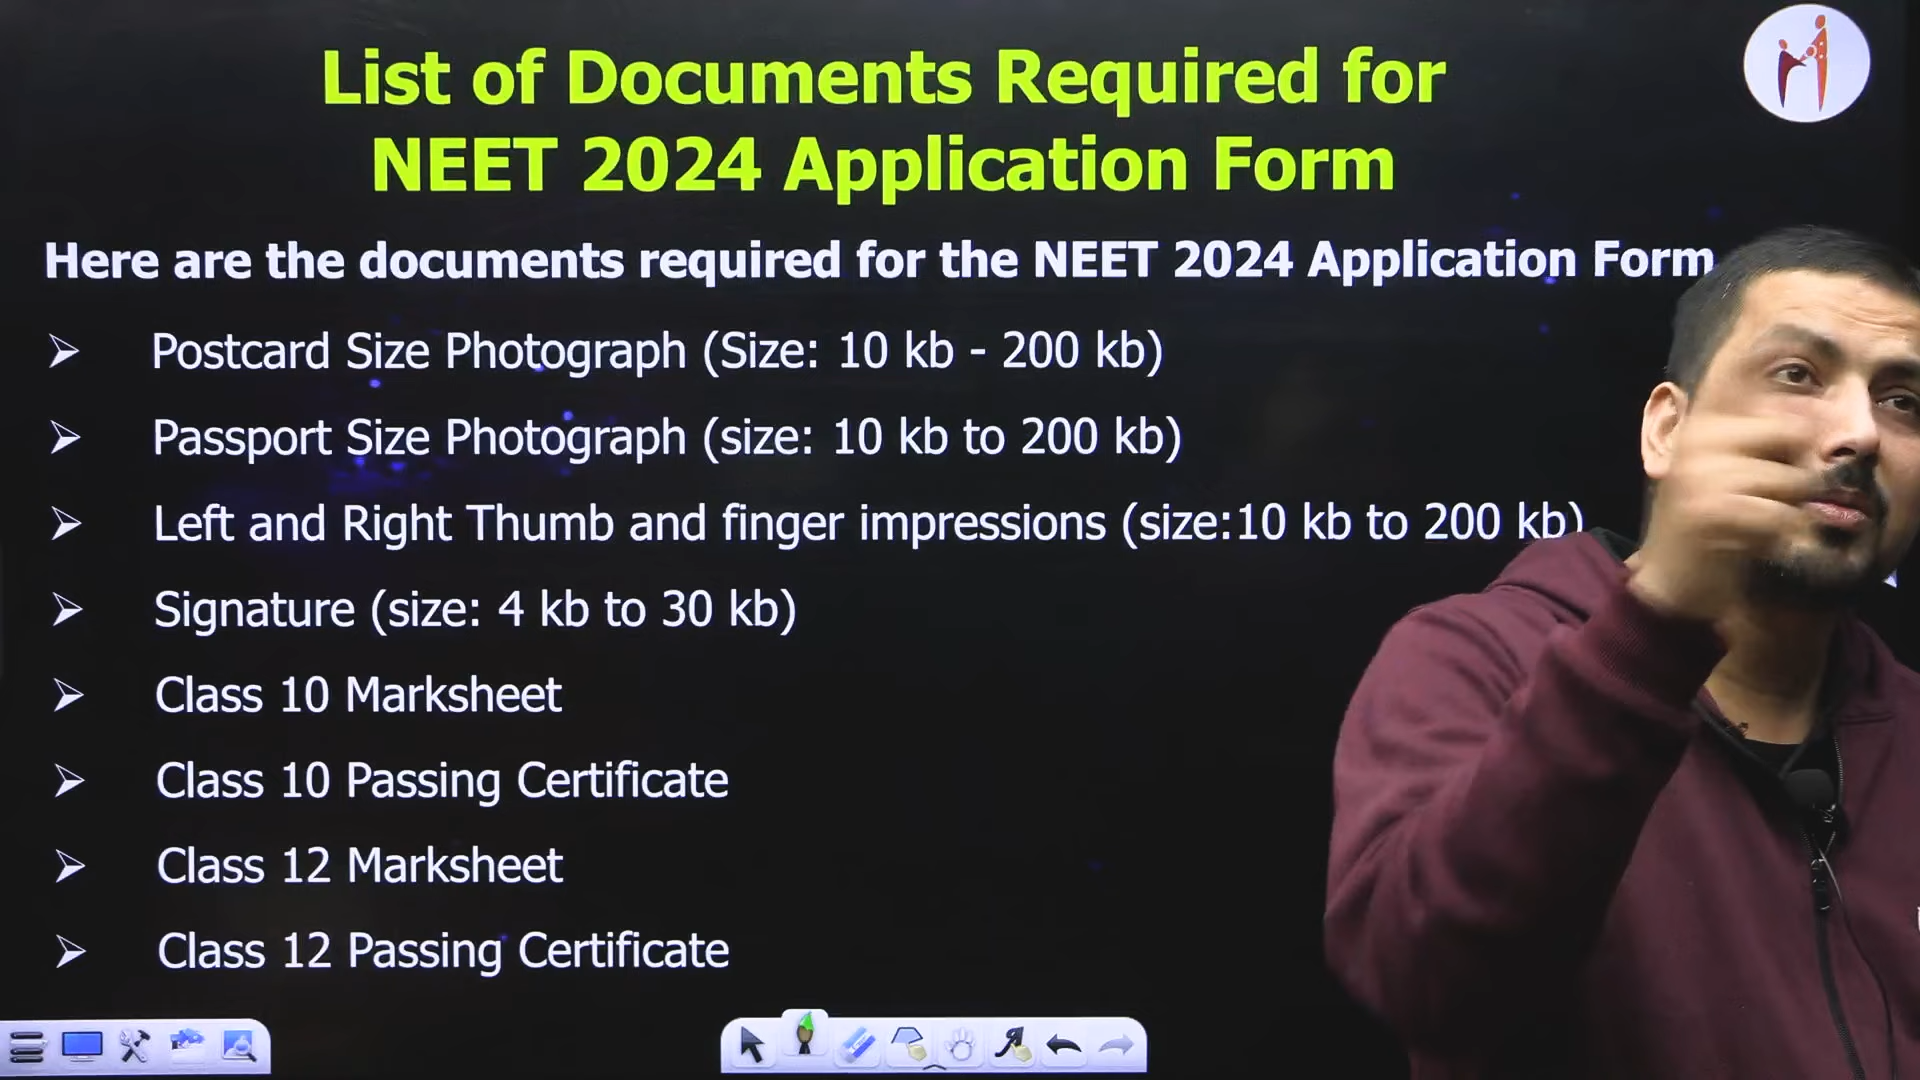 List of Documents Required for
NEET 2024 Application Form
Here are the documents required for the NEET 2024 Application Form
Postcard Size Photograph (Size: 10 kb - 200 kb)
Passport Size Photograph (size: 10 kb to 200 kb)
Left and Right Thumb and finger impressions (size:10 kb to 200 kb)
Signature (size: 4 kb to 30 kb)
Class 10 Marksheet
Class 10 Passing Certificate
Class 12 Marksheet
Class 12 Passing Certificate